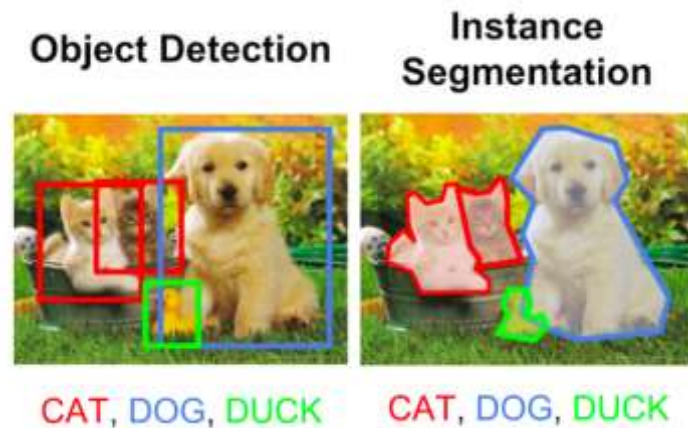 Object Detection
Instance
Segmentation
CAT, DOG, DUCK
CAT, DOG, DUCK